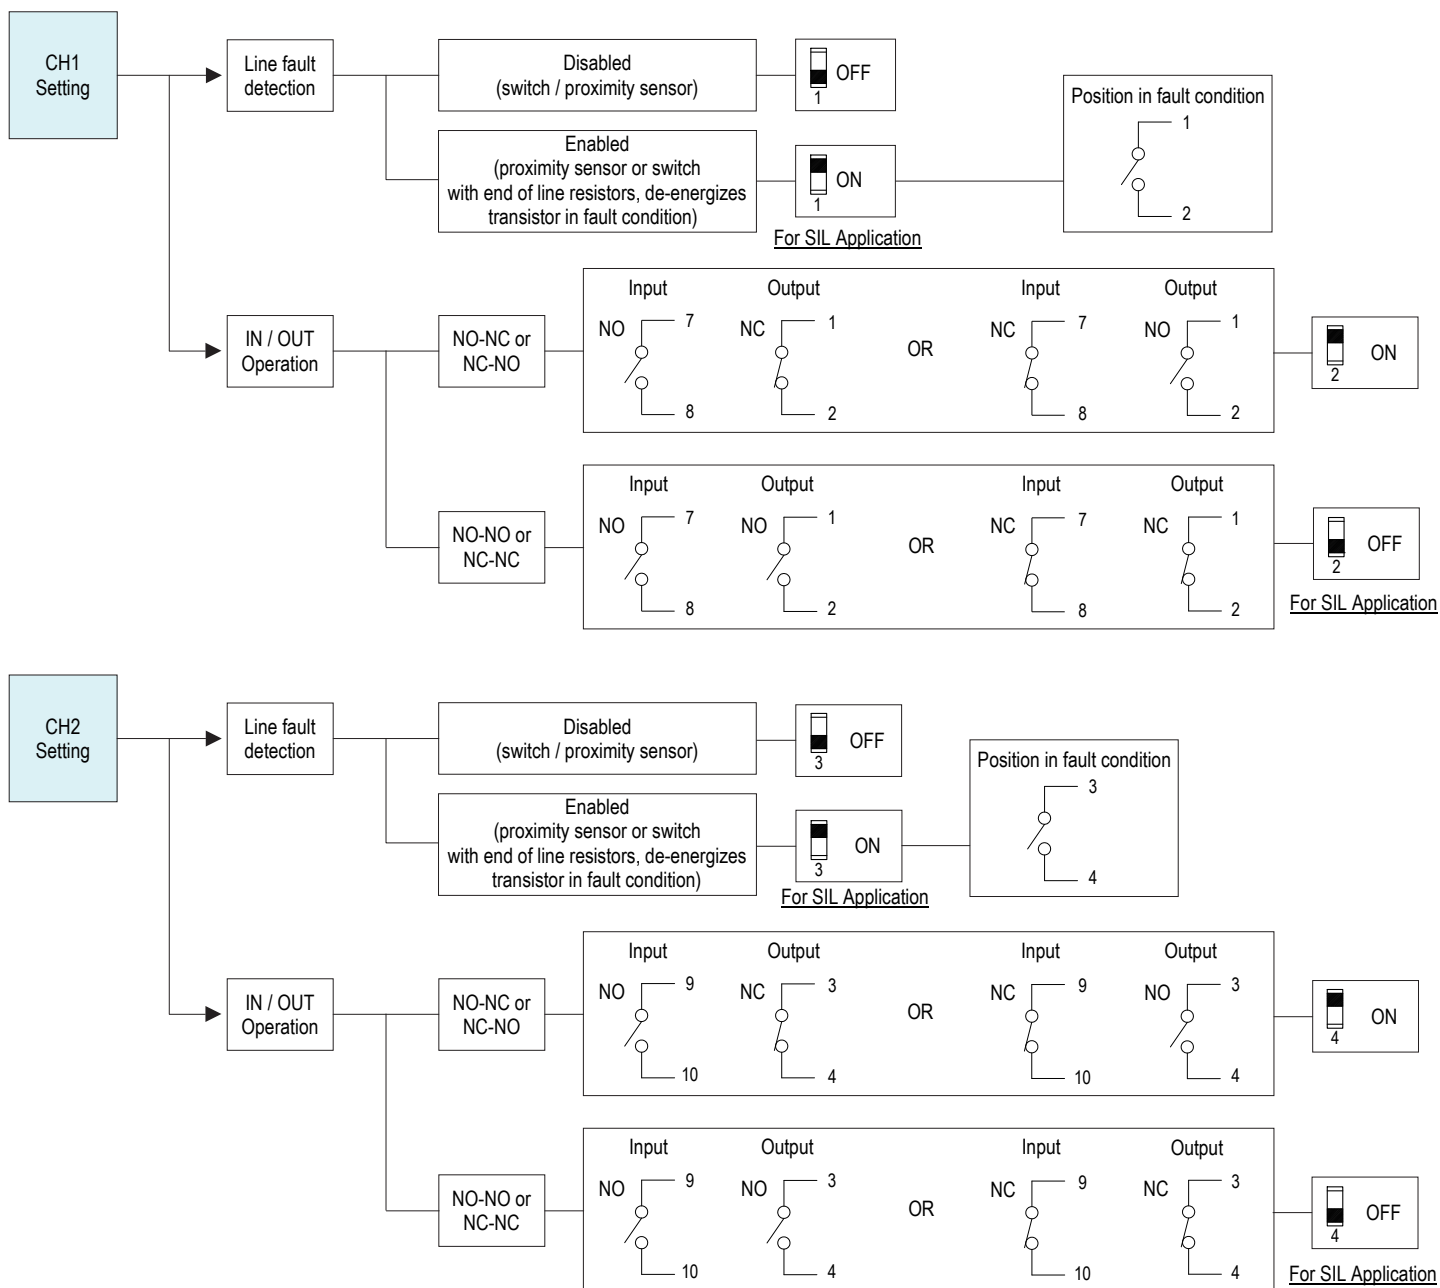 CH1
Setting
Line fault
detection
Disabled
(switch / proximity sensor)
OFF
1
Enabled
(proximity sensor or switch
with end of line resistors, de-energizes
transistor in fault condition)
ON
1
For SIL Application
Position in fault condition
1
2
IN / OUT
Operation
NO-NC or
NC-NO
Input
Output
Input
Output
NO
7
8
NC
1
2
OR
NC
7
8
NO
1
2
ON
2
NO-NO or
NC-NC
Input
Output
Input
Output
NO
7
8
NO
1
2
OR
NC
7
8
NC
1
2
OFF
2
For SIL Application
CH2
Setting
Line fault
detection
Disabled
(switch / proximity sensor)
OFF
3
Enabled
(proximity sensor or switch
with end of line resistors, de-energizes
transistor in fault condition)
ON
3
For SIL Application
Position in fault condition
3
4
IN / OUT
Operation
NO-NC or
NC-NO
Input
Output
Input
Output
NO
9
10
NC
3
4
OR
NC
9
10
NO
3
4
ON
4
NO-NO or
NC-NC
Input
Output
Input
Output
NO
9
10
NO
3
4
OR
NC
9
10
NC
3
4
OFF
4
For SIL Application